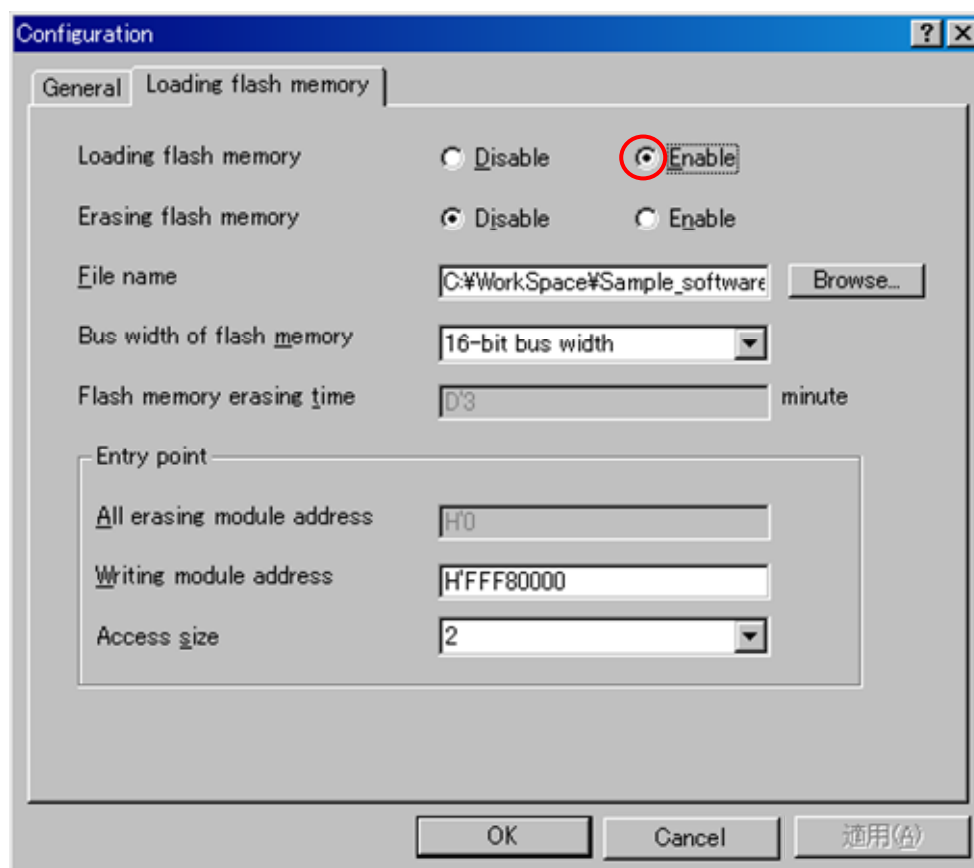 Configuration
General Loading flash memory
Loading flash memory Disable Enable
Erasing flash memory Disable Enable
File name C:¥WorkSpace¥Sample_software Browse...
Bus width of flash memory 16-bit bus width
Flash memory erasing time D'3 minute
Entry point
All erasing module address H'0
Writing module address H'FFF80000
Access size 2
OK Cancel 適用(A)